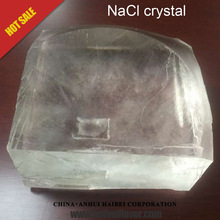 HOT SALE
NaCl crystal
CHINA·ANHUI HAIBEI CORPORATION